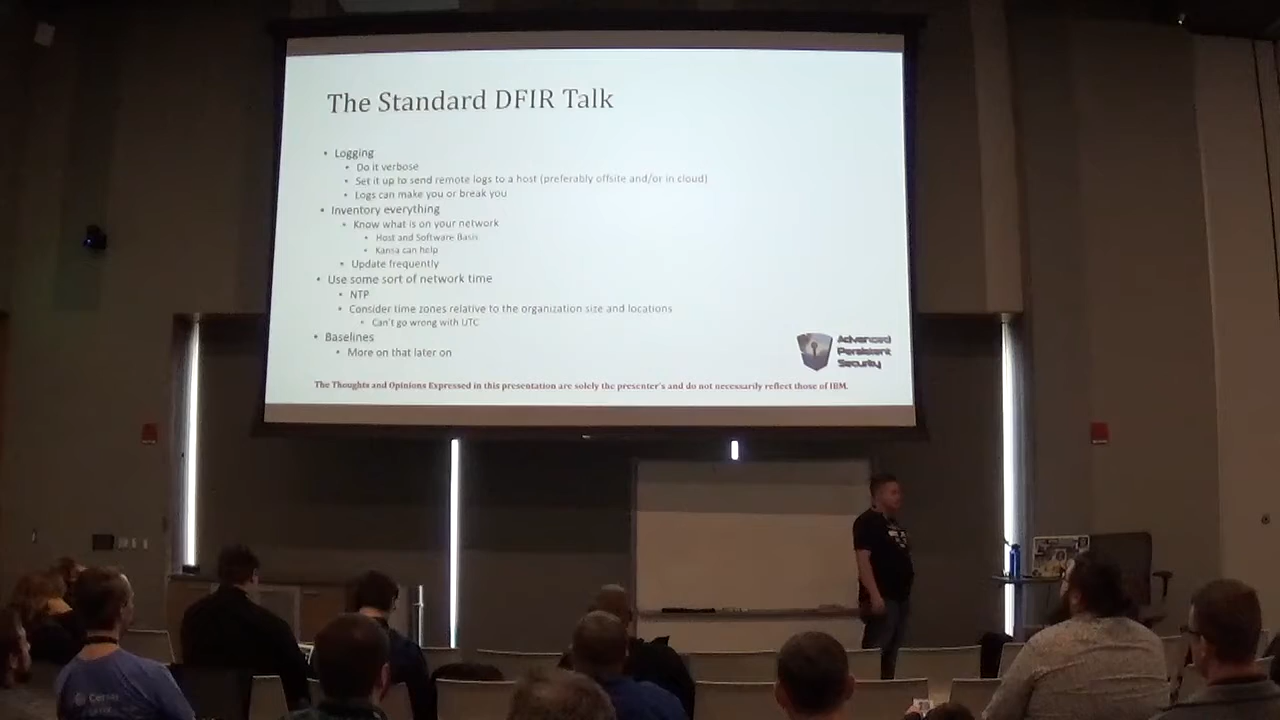 The Standard DFIR Talk
• Logging
• Do it verbose
• Set it up to send remote logs to a host (preferably offsite and/or in cloud)
• Logs can make you or break you
• Inventory everything
• Know what is on your network
• Host and Software Basis
• Kansa can help
• Update frequently
• Use some sort of network time
• NTP
• Consider time zones relative to the organization size and locations
• Can't go wrong with UTC
• Baselines
• More on that later on
Advanced
Persistent
Security
The Thoughts and Opinions Expressed in this presentation are solely the presenter's and do not necessarily reflect those of IBM.
Cerner